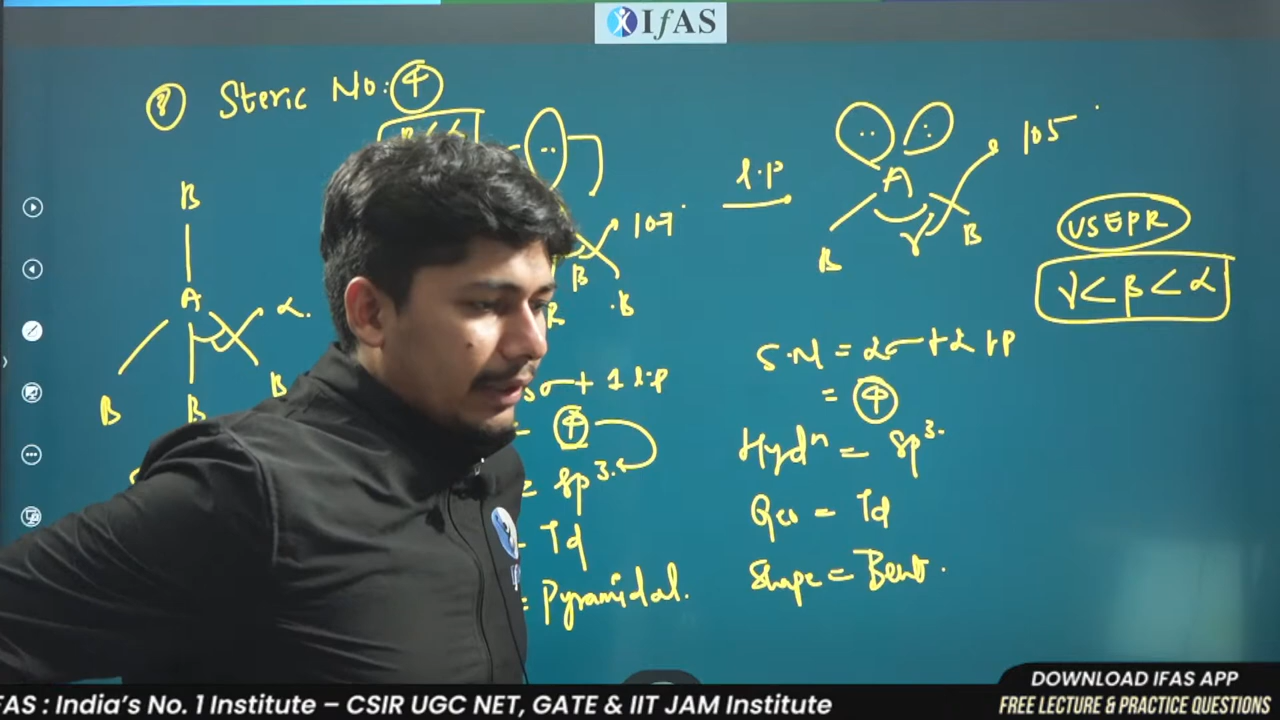 IfAS
? Steric No: 4
B
A
α.
B
B
B
107°
B
B
l.p
A
B
B
γ
105°
VSEPR
γ < β < α
σ + 1 l.p
4
= sp³.
= Td
= Pyramidal.
S.N = 2σ + 2 l.p
= 4
Hydⁿ = sp³.
Geo = Td
Shape = Bent.
DOWNLOAD IFAS APP
FREE LECTURE & PRACTICE QUESTIONS
FAS : India's No. 1 Institute – CSIR UGC NET, GATE & IIT JAM Institute